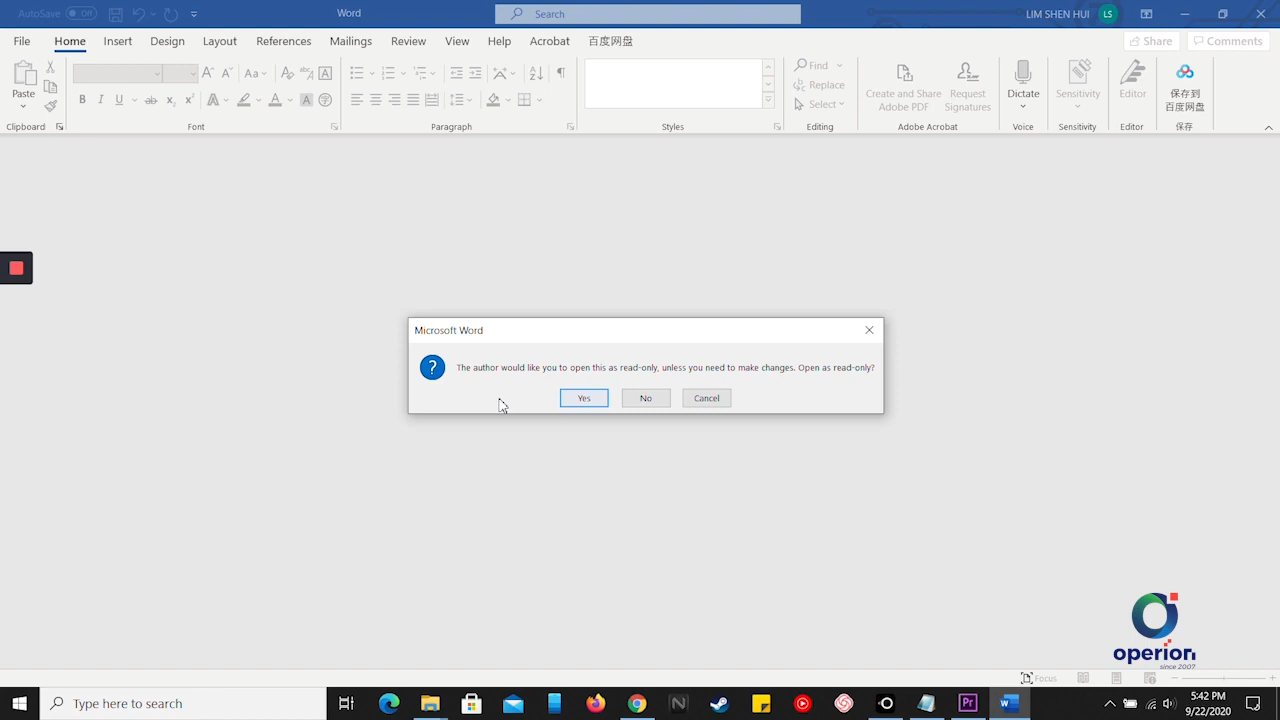 AutoSave Off
Word
Search
LIM SHEN HUI LS
File Home Insert Design Layout References Mailings Review View Help Acrobat 百度网盘
Share Comments
Paste
Clipboard
Aa A
B I U ab x₂ x² A A A
Font
Paragraph
Styles
Find
Replace
Select
Editing
Create and Share
Adobe PDF
Request
Signatures
Adobe Acrobat
Dictate
Voice
Sensitivity
Sensitivity
Editor
Editor
保存到
百度网盘
保存
Microsoft Word
The author would like you to open this as read-only, unless you need to make changes. Open as read-only?
Yes No Cancel
operion
since 2007
Focus
Type here to search
5:42 PM
9/22/2020